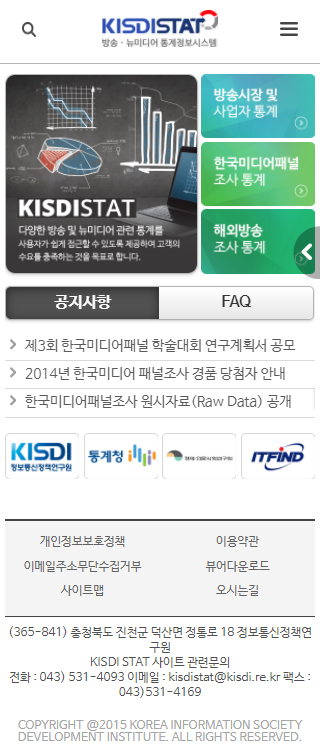 KISDISTAT
방송 · 뉴미디어 통계정보시스템
KISDISTAT
다양한 방송 및 뉴미디어 관련 통계를
사용자가 쉽게 접근할 수 있도록 제공하여 고객의
수요를 충족하는 것을 목표로 합니다.
방송시장 및
사업자 통계
한국미디어패널
조사 통계
해외방송
조사 통계
공지사항
FAQ
제3회 한국미디어패널 학술대회 연구계획서 공모
2014년 한국미디어 패널조사 경품 당첨자 안내
한국미디어패널조사 원시자료(Raw Data) 공개
KISDI
정보통신정책연구원
통계청
ITFIND
개인정보보호정책
이용약관
이메일주소무단수집거부
뷰어다운로드
사이트맵
오시는길
(365-841) 충청북도 진천군 덕산면 정통로 18 정보통신정책연
구원
KISDI STAT 사이트 관련문의
전화 : 043) 531-4093 이메일 : kisdistat@kisdi.re.kr 팩스 :
043)531-4169
COPYRIGHT @2015 KOREA INFORMATION SOCIETY
DEVELOPMENT INSTITUTE. ALL RIGHTS RESERVED.